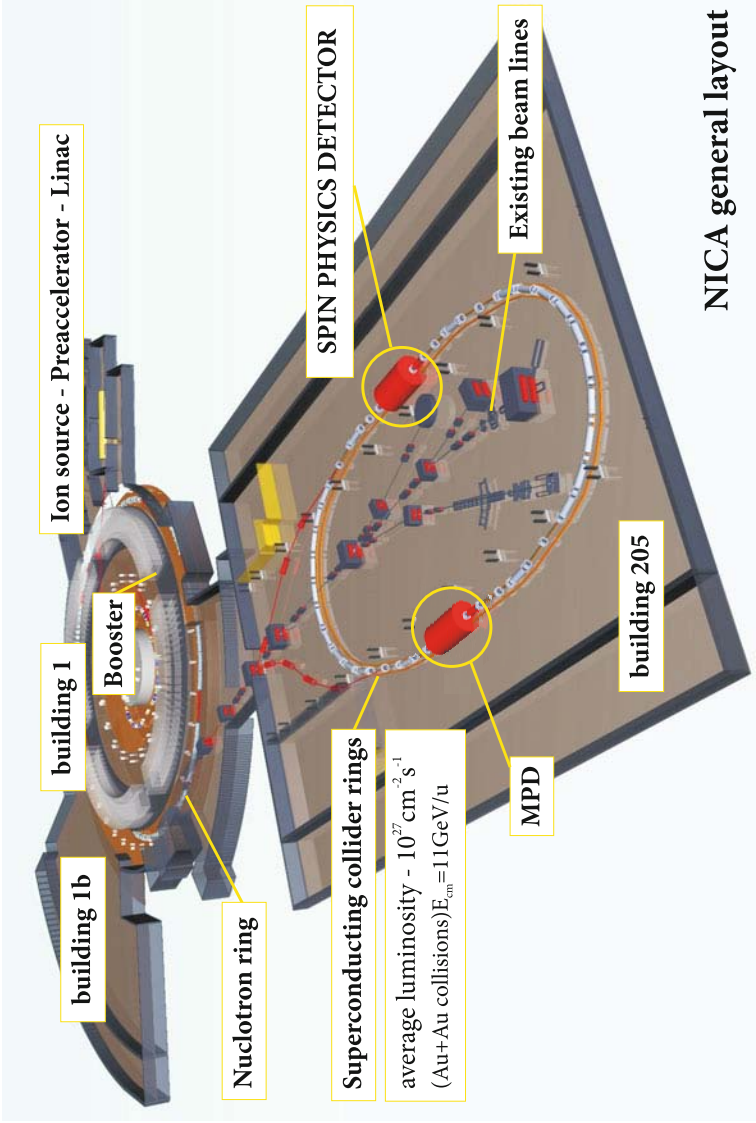 NICA general layout
Ion source - Preaccelerator - Linac
building 1
Booster
building 1b
Nuclotron ring
SPIN PHYSICS DETECTOR
Existing beam lines
Superconducting collider rings
average luminosity - 10²⁷cm⁻²s⁻¹
(Au+Au collisions)E_cm=11GeV/u
MPD
building 205